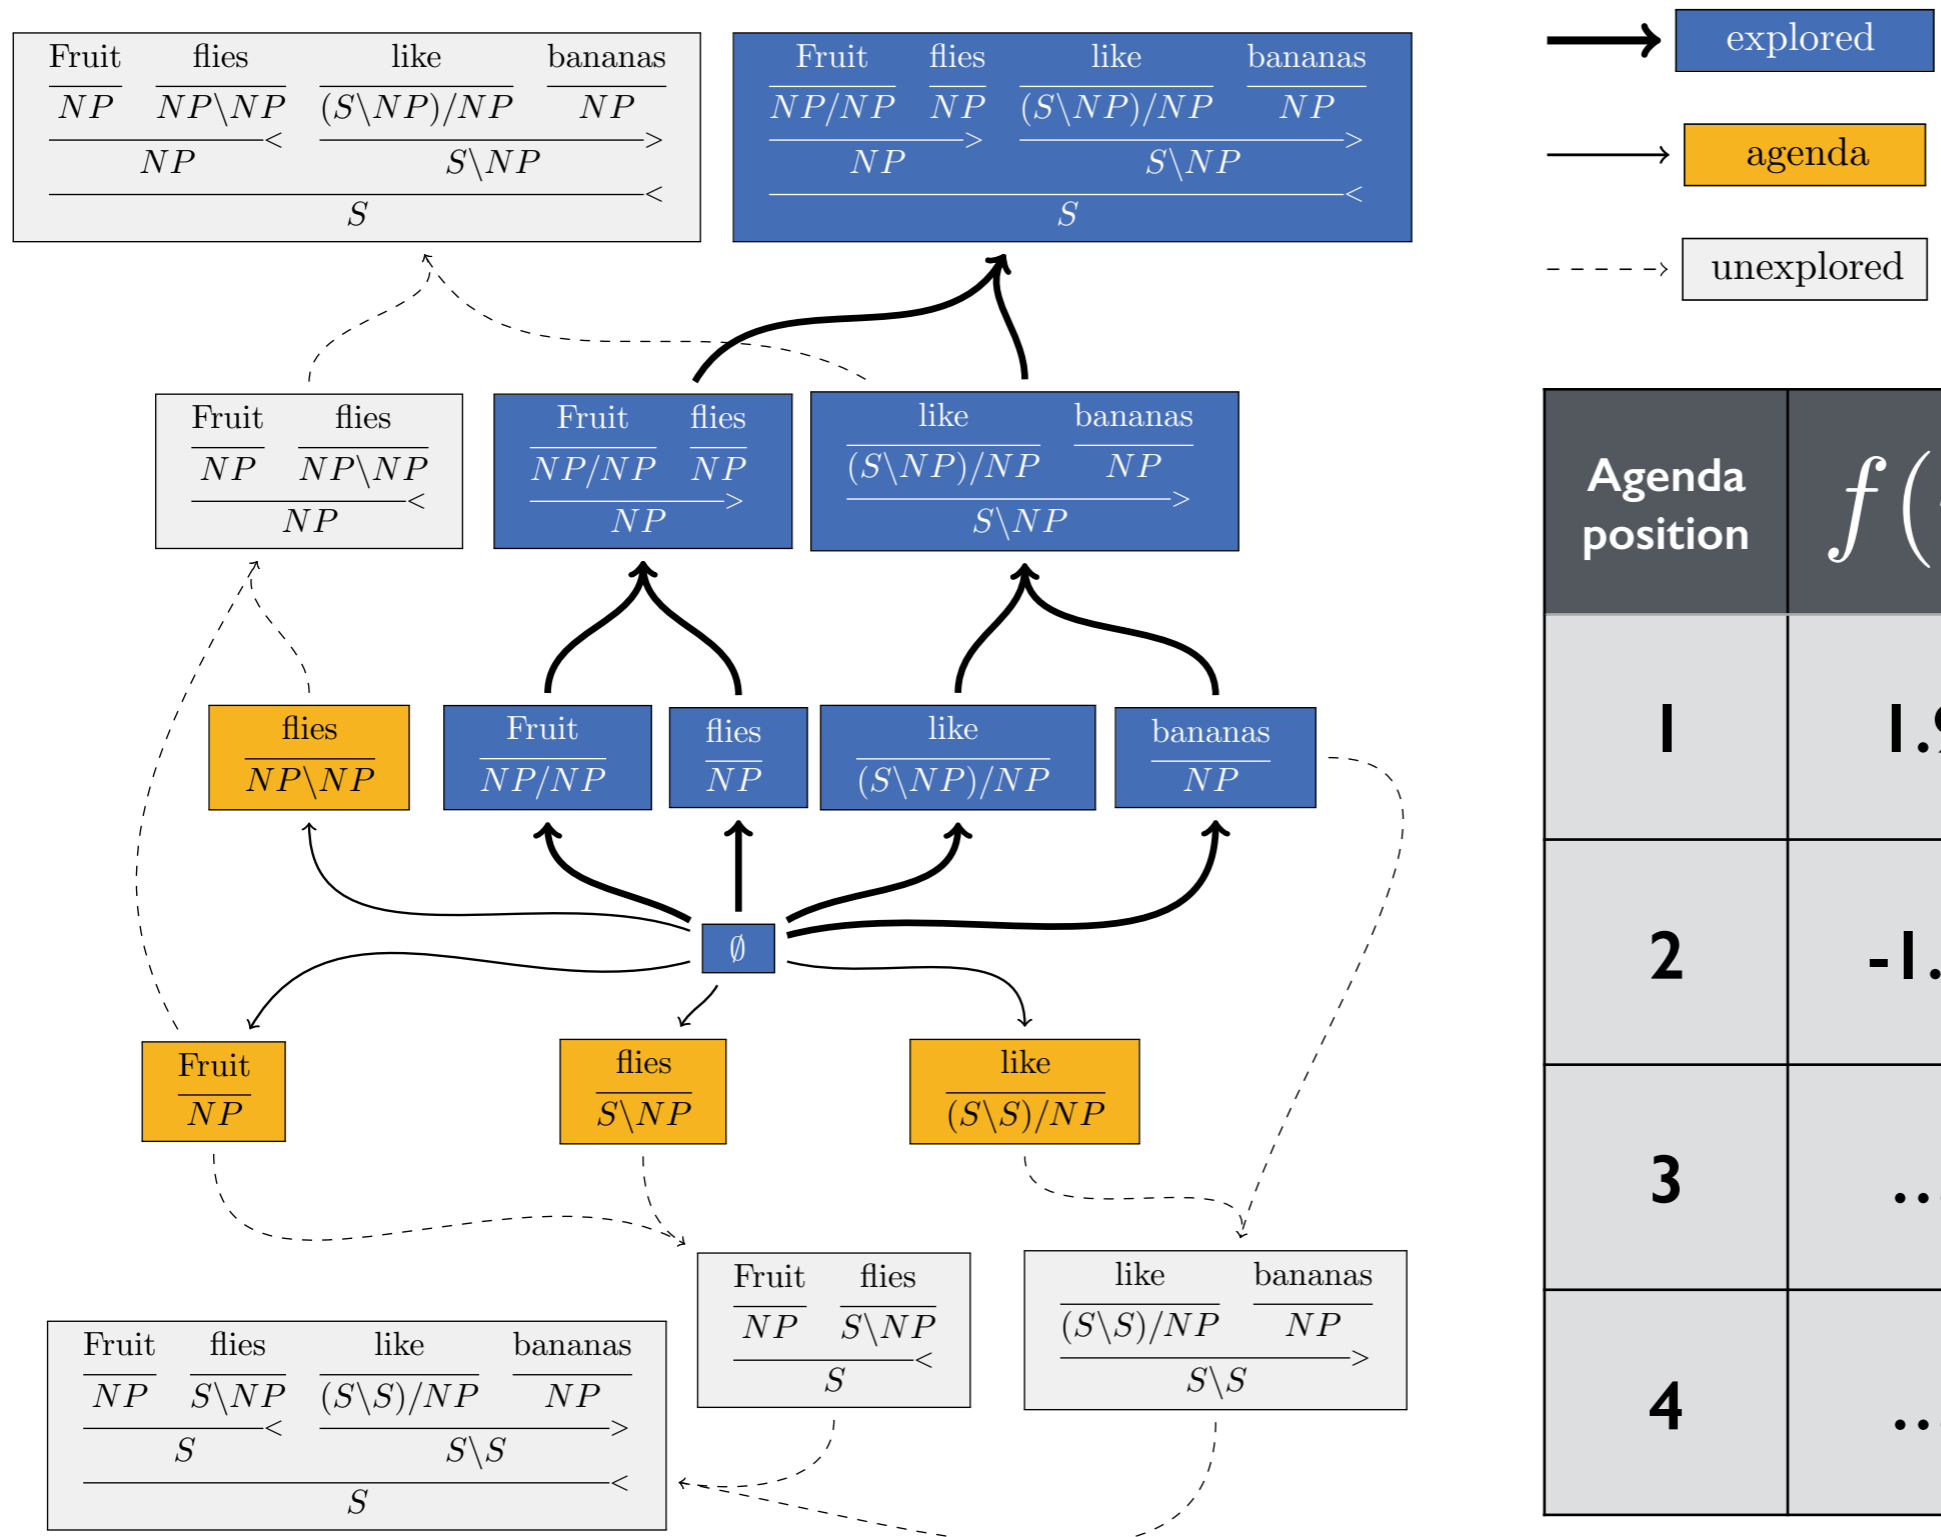 Fruit flies like bananas
NP NP\NP (S\NP)/NP bananas NP
NP < S\NP >
S <
Fruit flies like bananas
NP/NP NP (S\NP)/NP NP
NP > S\NP >
S <
explored
agenda
unexplored
Fruit flies
NP NP\NP
NP <
Fruit flies
NP/NP NP
NP >
like bananas
(S\NP)/NP NP
S\NP >
flies
NP\NP
Fruit
NP/NP
flies
NP
like
(S\NP)/NP
bananas
NP
∅
Fruit
NP
flies
S\NP
like
(S\S)/NP
Fruit flies
NP S\NP
S <
like bananas
(S\S)/NP NP
S\S >
Fruit flies like bananas
NP S\NP (S\S)/NP NP
S < S\S >
S <
Agenda
position
f(
1 1.9
2 -1.
3 ..
4 ..